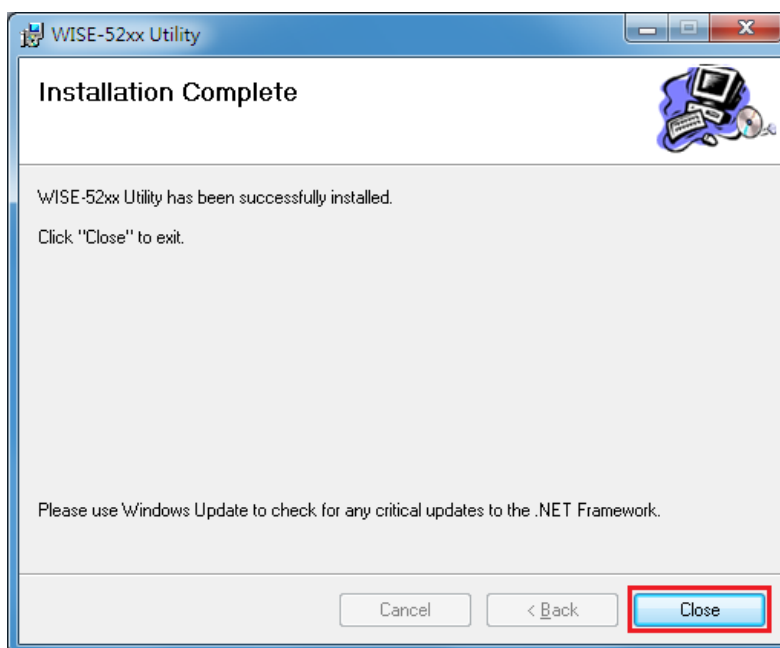 WISE-52xx Utility
Installation Complete
WISE-52xx Utility has been successfully installed.
Click "Close" to exit.
Please use Windows Update to check for any critical updates to the .NET Framework.
Cancel
< Back
Close